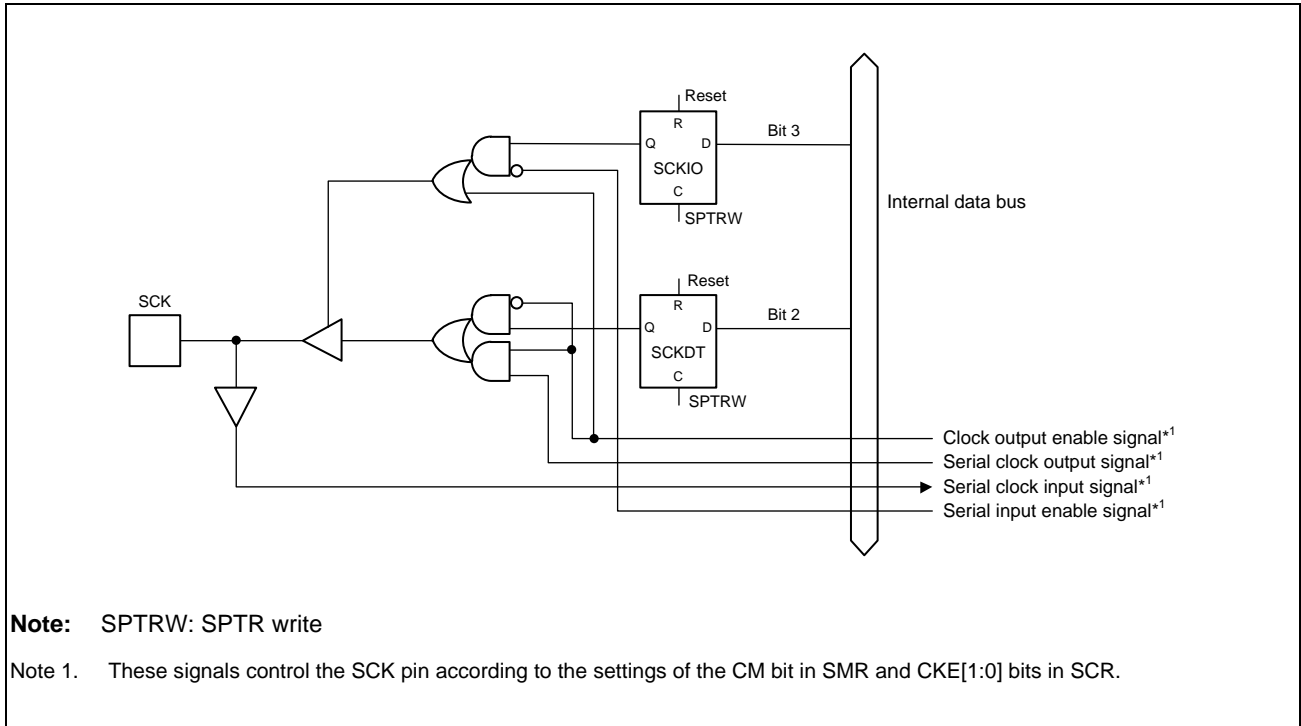 Reset
R
Bit 3
Q D
SCKIO
C
SPTRW
Internal data bus
Reset
R
SCK
Bit 2
Q D
SCKDT
C
SPTRW
Clock output enable signal*1
Serial clock output signal*1
Serial clock input signal*1
Serial input enable signal*1
Note: SPTRW: SPTR write
Note 1. These signals control the SCK pin according to the settings of the CM bit in SMR and CKE[1:0] bits in SCR.